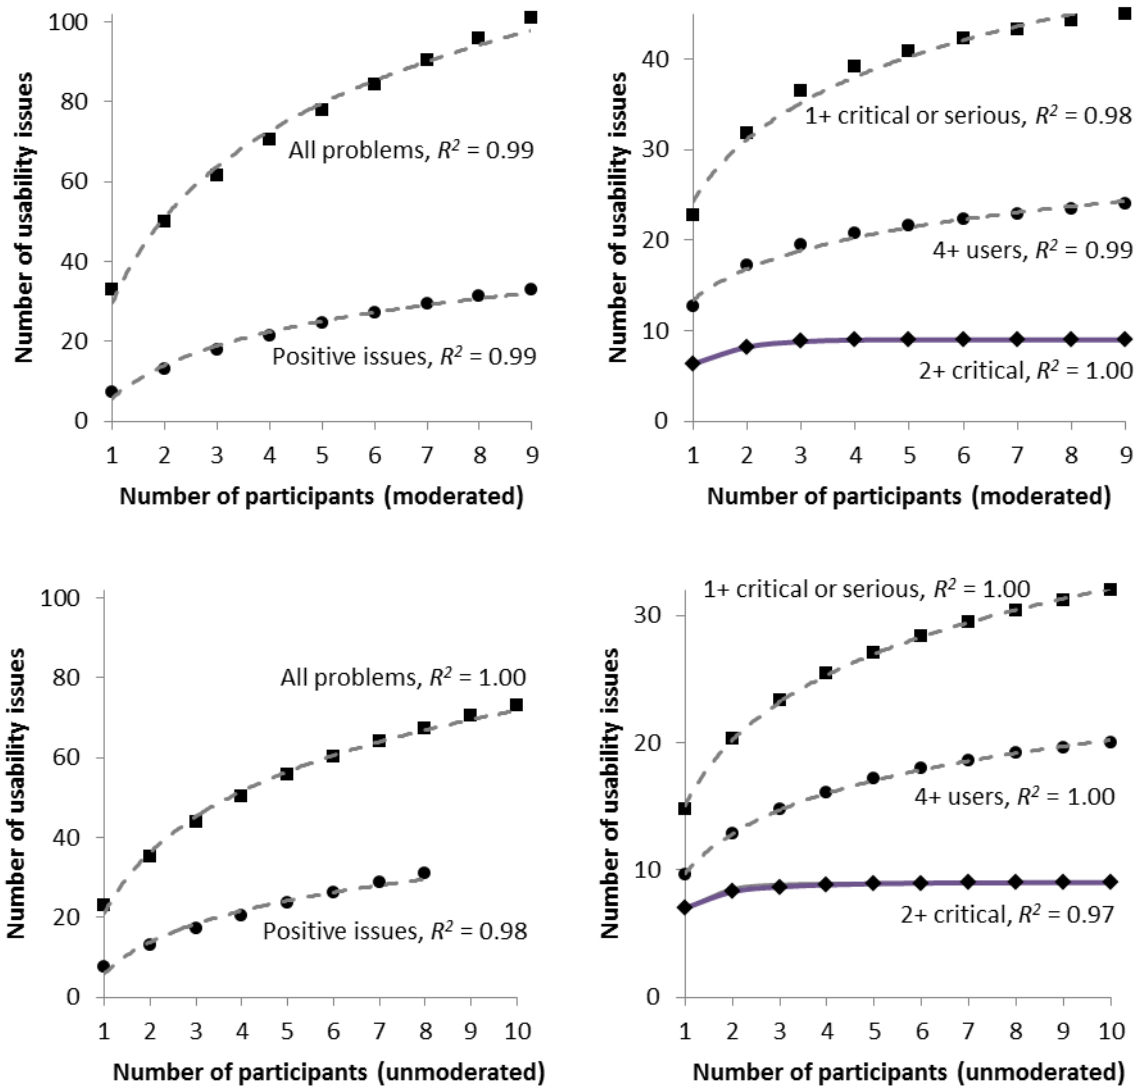 Number of usability issues
100
80
60
40
20
0
All problems, R² = 0.99
Positive issues, R² = 0.99
1 2 3 4 5 6 7 8 9
Number of participants (moderated)
Number of usability issues
40
30
20
10
0
1+ critical or serious, R² = 0.98
4+ users, R² = 0.99
2+ critical, R² = 1.00
1 2 3 4 5 6 7 8 9
Number of participants (moderated)
Number of usability issues
100
80
60
40
20
0
All problems, R² = 1.00
Positive issues, R² = 0.98
1 2 3 4 5 6 7 8 9 10
Number of participants (unmoderated)
Number of usability issues
30
20
10
0
1+ critical or serious, R² = 1.00
4+ users, R² = 1.00
2+ critical, R² = 0.97
1 2 3 4 5 6 7 8 9 10
Number of participants (unmoderated)